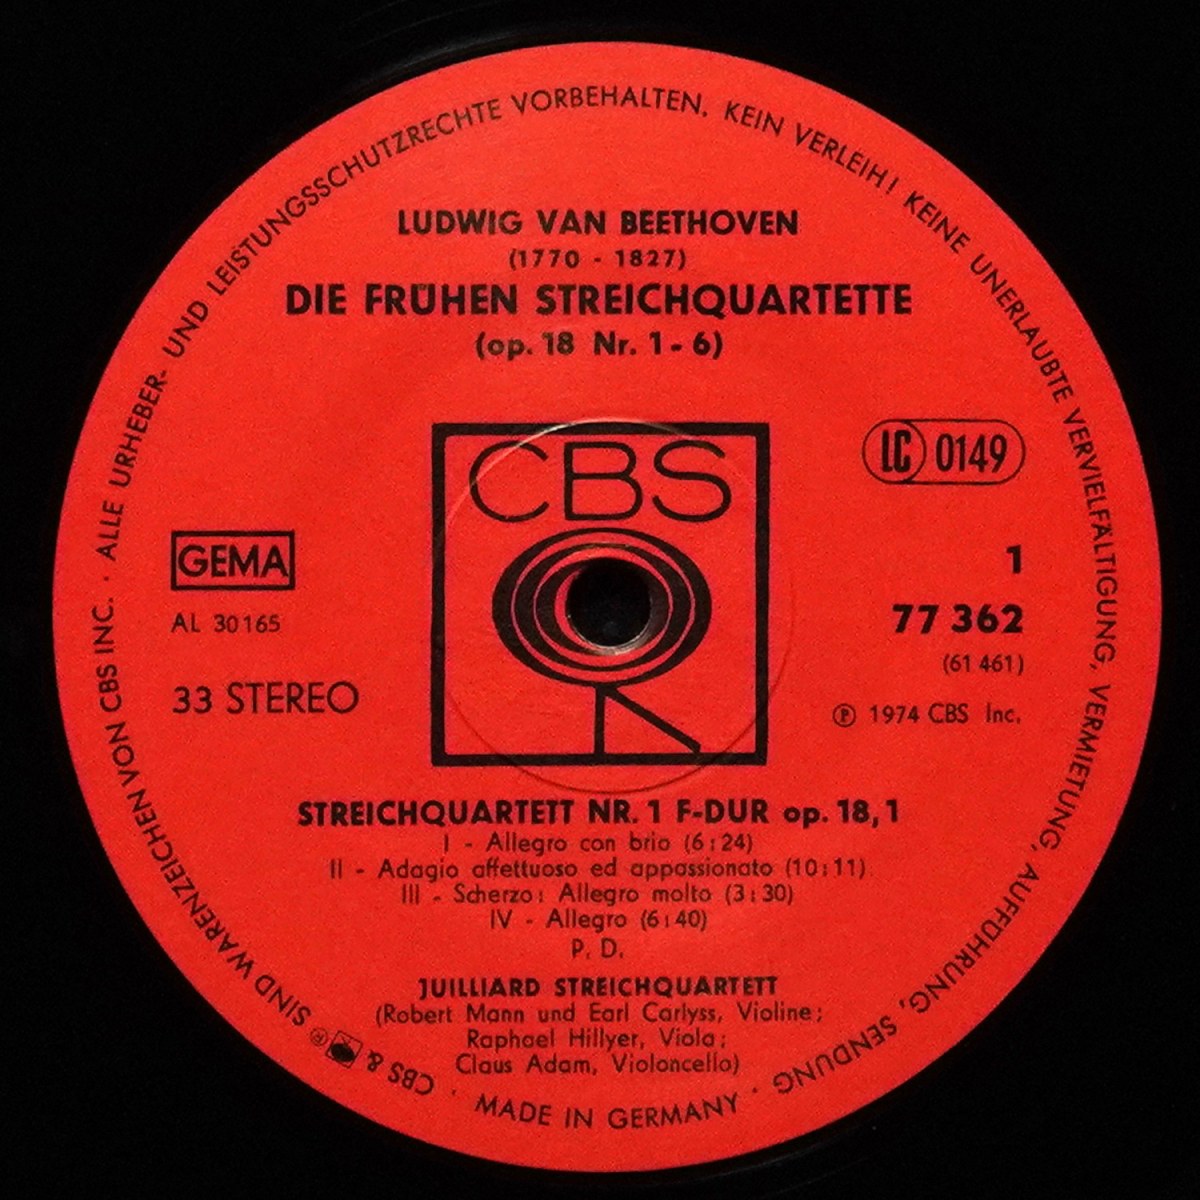 ALLE URHEBER- UND LEISTUNGSSCHUTZRECHTE VORBEHALTEN. KEIN VERLEIH! KEINE UNERLAUBTE VERVIELFÄLTIGUNG, VERMIETUNG, AUFFÜHRUNG, SENDUNG
LUDWIG VAN BEETHOVEN
(1770 - 1827)
DIE FRÜHEN STREICHQUARTETTE
(op. 18 Nr. 1 - 6)
CBS
LC 0149
GEMA
AL 30165
33 STEREO
1
77 362
(61 461)
℗ 1974 CBS Inc.
STREICHQUARTETT NR. 1 F-DUR op. 18, 1
I - Allegro con brio (6:24)
II - Adagio affettuoso ed appassionato (10:11)
III - Scherzo: Allegro molto (3:30)
IV - Allegro (6:40)
P. D.
JUILLIARD STREICHQUARTETT
(Robert Mann und Earl Carlyss, Violine;
Raphael Hillyer, Viola;
Claus Adam, Violoncello)
CBS & ® SIND WARENZEICHEN VON CBS INC. ·
· MADE IN GERMANY ·